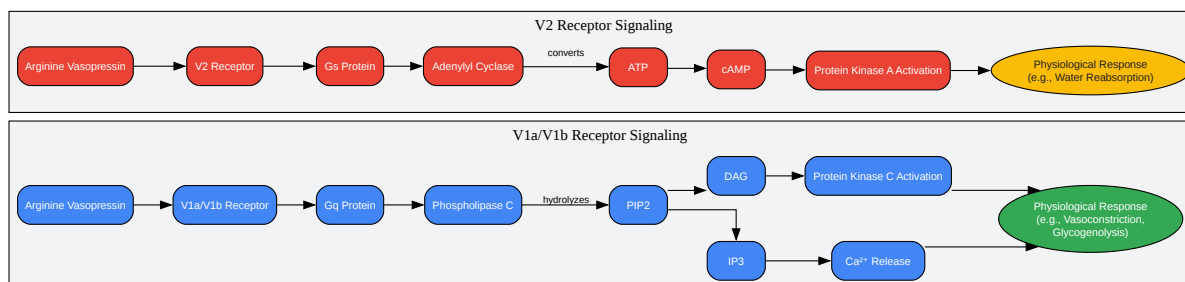 V2 Receptor Signaling
Arginine Vasopressin
V2 Receptor
Gs Protein
Adenylyl Cyclase
converts
ATP
cAMP
Protein Kinase A Activation
Physiological Response
(e.g., Water Reabsorption)
V1a/V1b Receptor Signaling
Arginine Vasopressin
V1a/V1b Receptor
Gq Protein
Phospholipase C
hydrolyzes
PIP2
DAG
Protein Kinase C Activation
IP3
Ca²⁺ Release
Physiological Response
(e.g., Vasoconstriction,
Glycogenolysis)